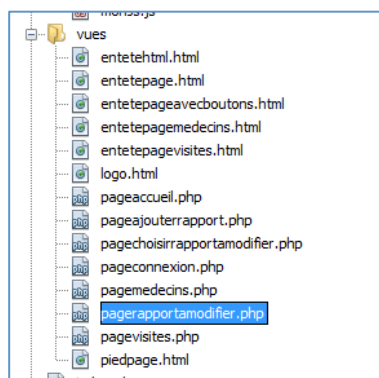 vues
entetehtml.html
entetepage.html
entetepageavecboutons.html
entetepagemedecins.html
entetepagevisites.html
logo.html
pageaccueil.php
pageajouterrapport.php
pagechoisirrapportamodifier.php
pageconnexion.php
pagemedecins.php
pagerapportamodifier.php
pagevisites.php
piedpage.html